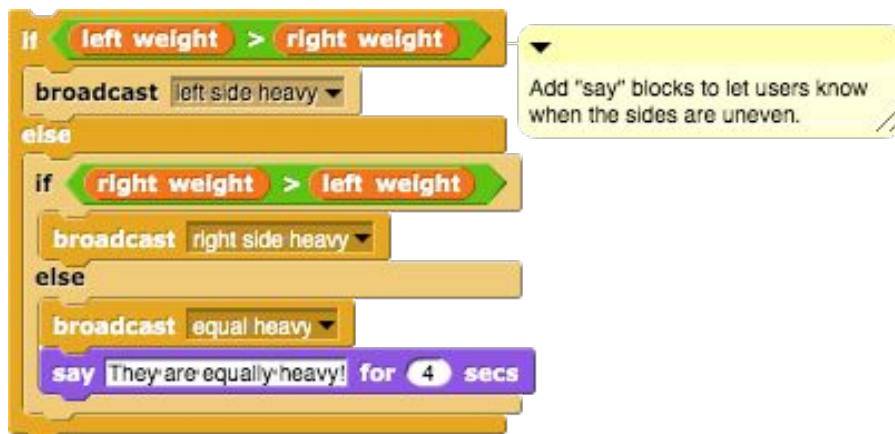 if left weight > right weight
Add "say" blocks to let users know
when the sides are uneven.
broadcast left side heavy
else
if right weight > left weight
broadcast right side heavy
else
broadcast equal heavy
say They are equally heavy! for 4 secs